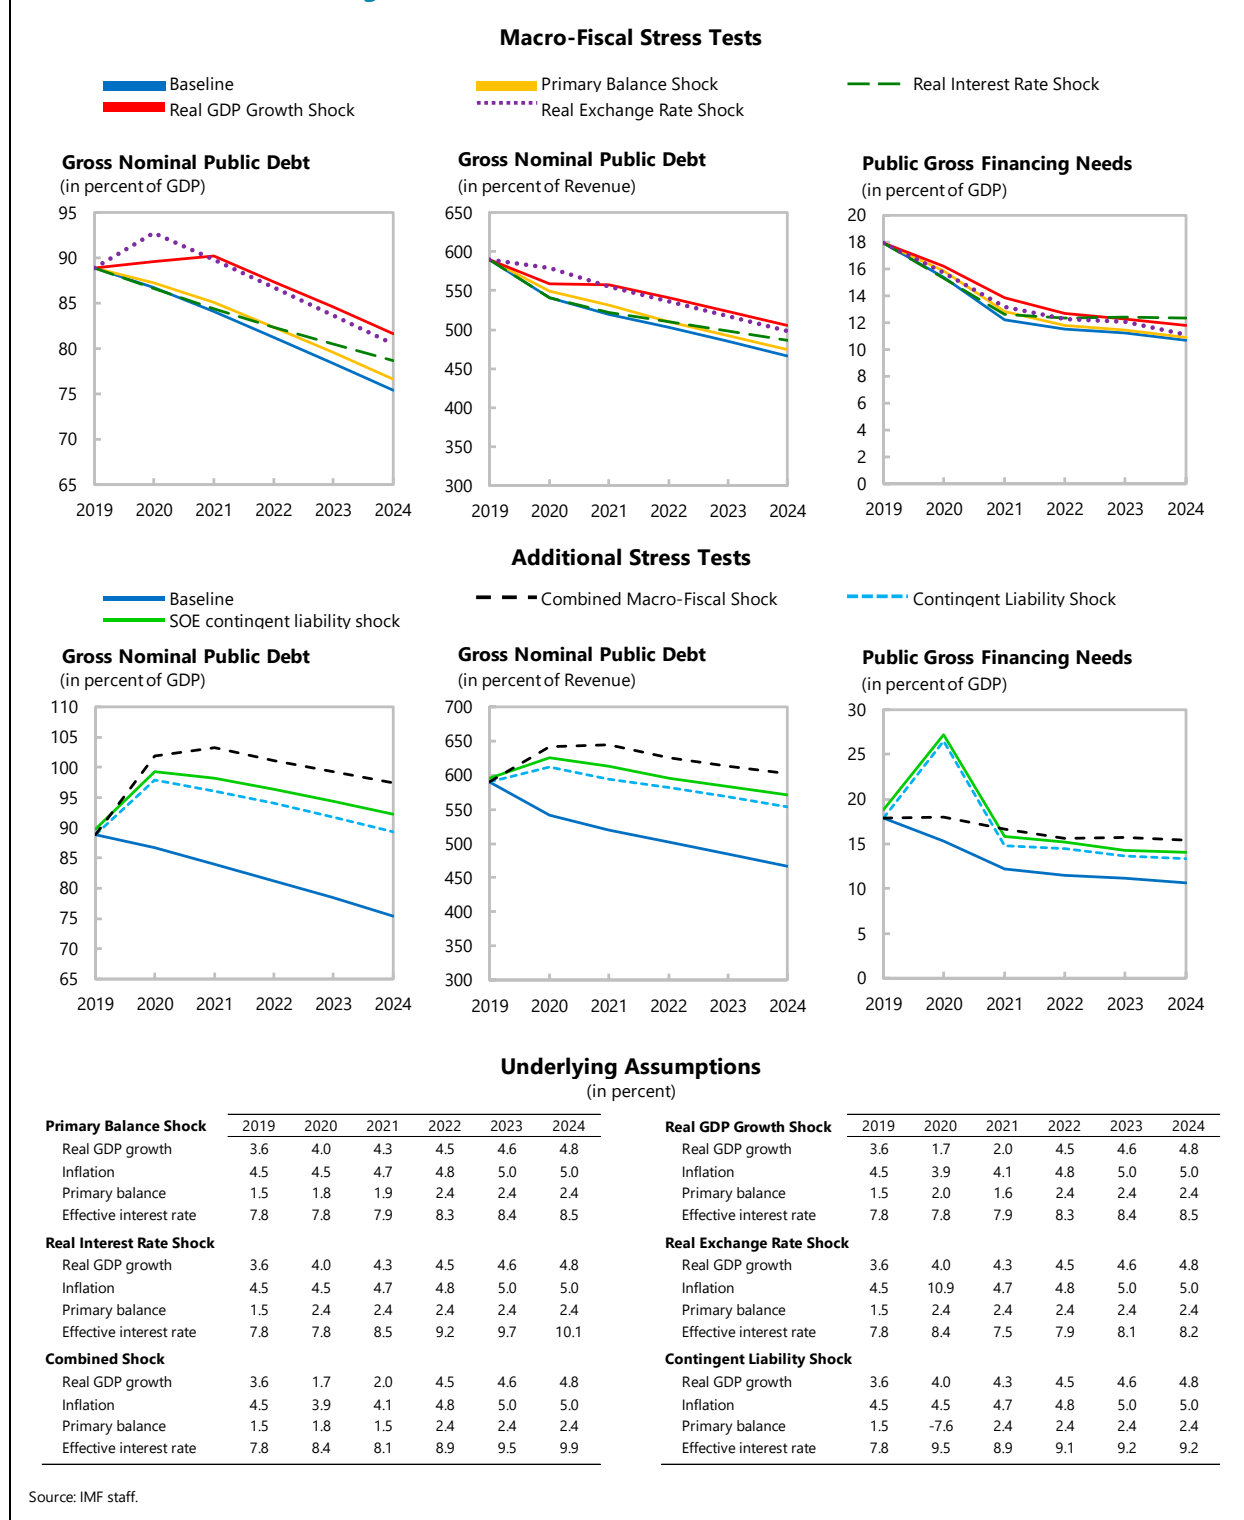 Macro-Fiscal Stress Tests
Baseline Primary Balance Shock Real Interest Rate Shock
Real GDP Growth Shock Real Exchange Rate Shock
Gross Nominal Public Debt
(in percent of GDP)
95
90
85
80
75
70
65
2019 2020 2021 2022 2023 2024
Gross Nominal Public Debt
(in percent of Revenue)
650
600
550
500
450
400
350
300
2019 2020 2021 2022 2023 2024
Public Gross Financing Needs
(in percent of GDP)
20
18
16
14
12
10
8
6
4
2
0
2019 2020 2021 2022 2023 2024
Additional Stress Tests
Baseline Combined Macro-Fiscal Shock Contingent Liability Shock
SOE contingent liability shock
Gross Nominal Public Debt
(in percent of GDP)
110
105
100
95
90
85
80
75
70
65
2019 2020 2021 2022 2023 2024
Gross Nominal Public Debt
(in percent of Revenue)
700
650
600
550
500
450
400
350
300
2019 2020 2021 2022 2023 2024
Public Gross Financing Needs
(in percent of GDP)
30
25
20
15
10
5
0
2019 2020 2021 2022 2023 2024
Underlying Assumptions
(in percent)
Primary Balance Shock 2019 2020 2021 2022 2023 2024
Real GDP growth 3.6 4.0 4.3 4.5 4.6 4.8
Inflation 4.5 4.5 4.7 4.8 5.0 5.0
Primary balance 1.5 1.8 1.9 2.4 2.4 2.4
Effective interest rate 7.8 7.8 7.9 8.3 8.4 8.5
Real Interest Rate Shock
Real GDP growth 3.6 4.0 4.3 4.5 4.6 4.8
Inflation 4.5 4.5 4.7 4.8 5.0 5.0
Primary balance 1.5 2.4 2.4 2.4 2.4 2.4
Effective interest rate 7.8 7.8 8.5 9.2 9.7 10.1
Combined Shock
Real GDP growth 3.6 1.7 2.0 4.5 4.6 4.8
Inflation 4.5 3.9 4.1 4.8 5.0 5.0
Primary balance 1.5 1.8 1.5 2.4 2.4 2.4
Effective interest rate 7.8 8.4 8.1 8.9 9.5 9.9
Real GDP Growth Shock 2019 2020 2021 2022 2023 2024
Real GDP growth 3.6 1.7 2.0 4.5 4.6 4.8
Inflation 4.5 3.9 4.1 4.8 5.0 5.0
Primary balance 1.5 2.0 1.6 2.4 2.4 2.4
Effective interest rate 7.8 7.8 7.9 8.3 8.4 8.5
Real Exchange Rate Shock
Real GDP growth 3.6 4.0 4.3 4.5 4.6 4.8
Inflation 4.5 10.9 4.7 4.8 5.0 5.0
Primary balance 1.5 2.4 2.4 2.4 2.4 2.4
Effective interest rate 7.8 8.4 7.5 7.9 8.1 8.2
Contingent Liability Shock
Real GDP growth 3.6 4.0 4.3 4.5 4.6 4.8
Inflation 4.5 4.5 4.7 4.8 5.0 5.0
Primary balance 1.5 -7.6 2.4 2.4 2.4 2.4
Effective interest rate 7.8 9.5 8.9 9.1 9.2 9.2
Source: IMF staff.